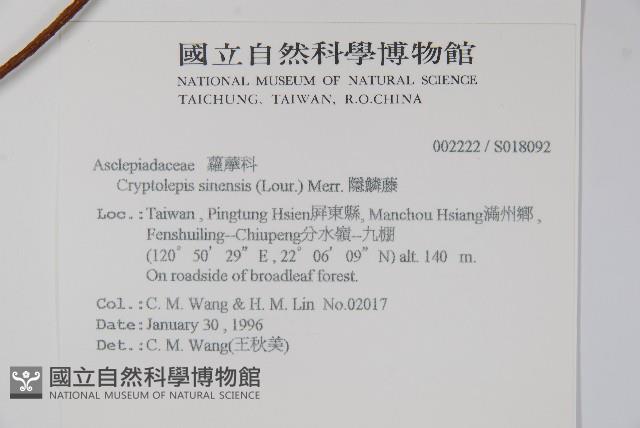 國立自然科學博物館
NATIONAL MUSEUM OF NATURAL SCIENCE
TAICHUNG, TAIWAN, R.O.CHINA
002222 / S018092
Asclepiadaceae 蘿藦科
Cryptolepis sinensis (Lour.) Merr. 隱鱗藤
Loc.:Taiwan , Pingtung Hsien屏東縣, Manchou Hsiang滿州鄉 ,
Fenshuiling--Chiupeng分水嶺--九棚
(120° 50′ 29″ E , 22° 06′ 09″ N) alt. 140 m.
On roadside of broadleaf forest.
Col.:C. M. Wang & H. M. Lin No.02017
Date:January 30 , 1996
Det.:C. M. Wang(王秋美)
國立自然科學博物館
NATIONAL MUSEUM OF NATURAL SCIENCE